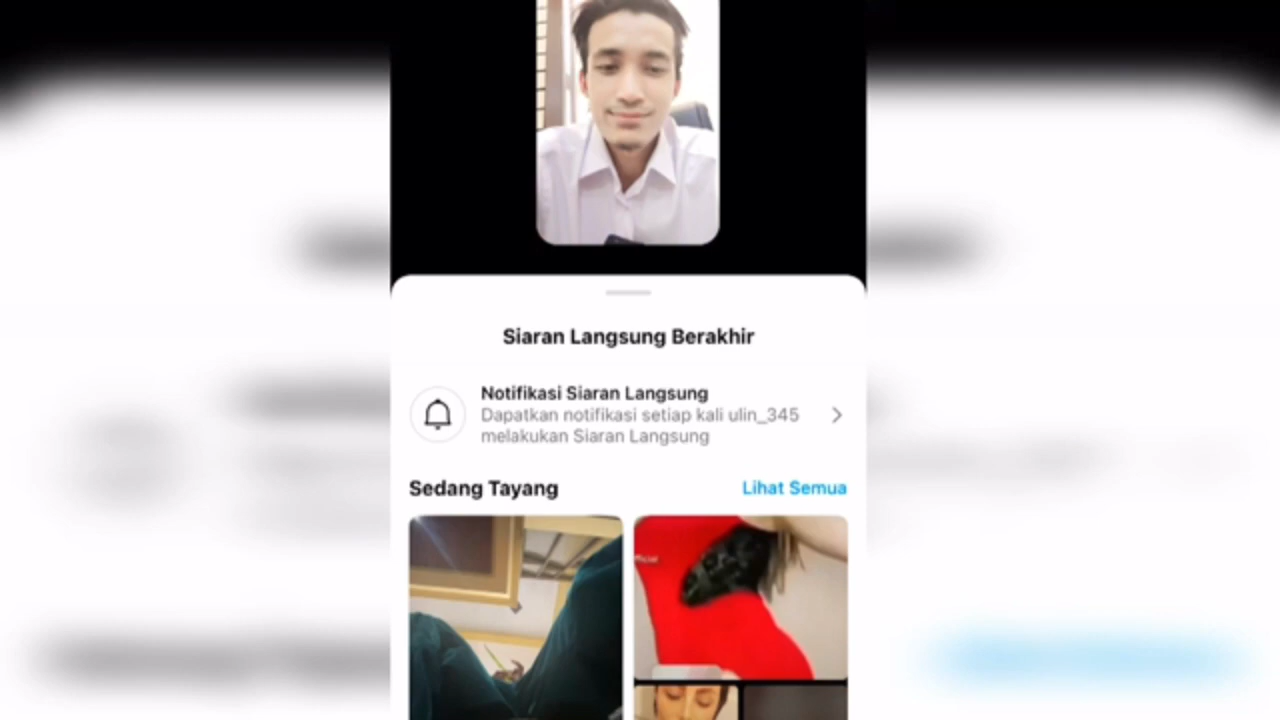 Siaran Langsung Berakhir
Notifikasi Siaran Langsung
Dapatkan notifikasi setiap kali ulin_345
melakukan Siaran Langsung
Sedang Tayang
Lihat Semua